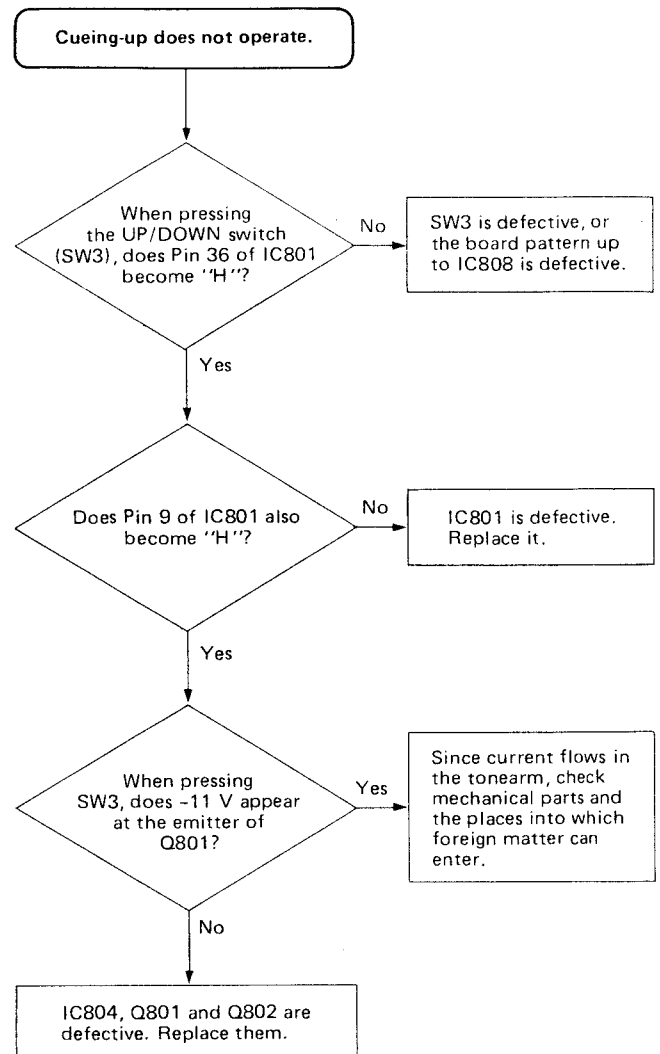 Cueing-up does not operate.
When pressing
the UP/DOWN switch
(SW3), does Pin 36 of IC801
become "H"?
No
SW3 is defective, or
the board pattern up
to IC808 is defective.
Yes
Does Pin 9 of IC801 also
become "H"?
No
IC801 is defective.
Replace it.
Yes
When pressing
SW3, does -11 V appear
at the emitter of
Q801?
Yes
Since current flows in
the tonearm, check
mechanical parts and
the places into which
foreign matter can
enter.
No
IC804, Q801 and Q802 are
defective. Replace them.